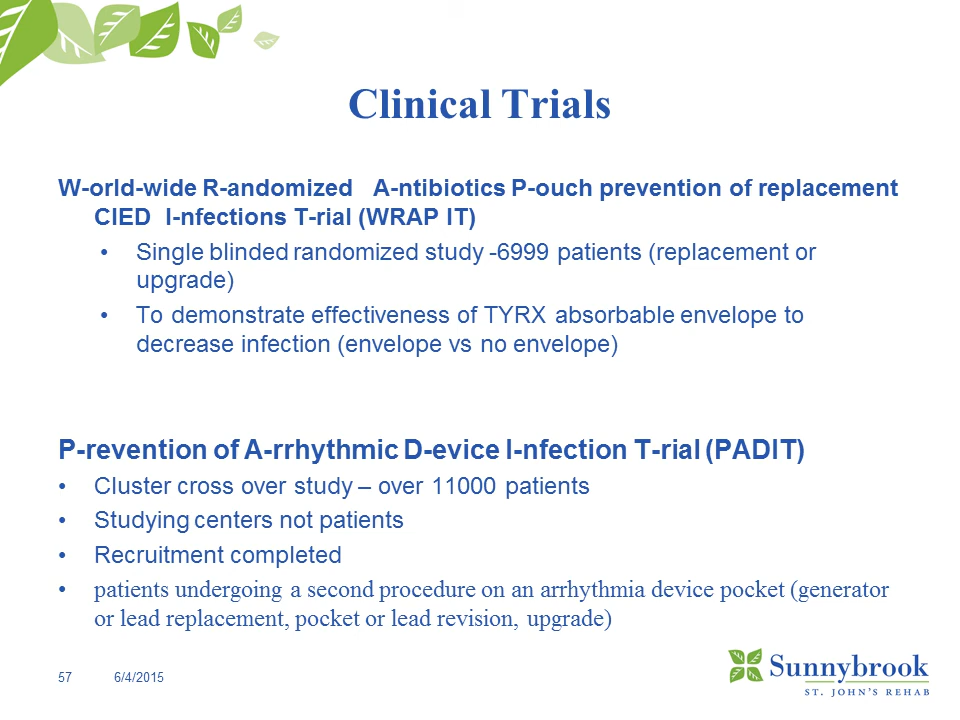 Clinical Trials
W-orld-wide R-andomized A-ntibiotics P-ouch prevention of replacement
CIED I-nfections T-rial (WRAP IT)
• Single blinded randomized study -6999 patients (replacement or
upgrade)
• To demonstrate effectiveness of TYRX absorbable envelope to
decrease infection (envelope vs no envelope)
P-revention of A-rrhythmic D-evice I-nfection T-rial (PADIT)
• Cluster cross over study – over 11000 patients
• Studying centers not patients
• Recruitment completed
• patients undergoing a second procedure on an arrhythmia device pocket (generator
or lead replacement, pocket or lead revision, upgrade)
57 6/4/2015
Sunnybrook
ST. JOHN'S REHAB